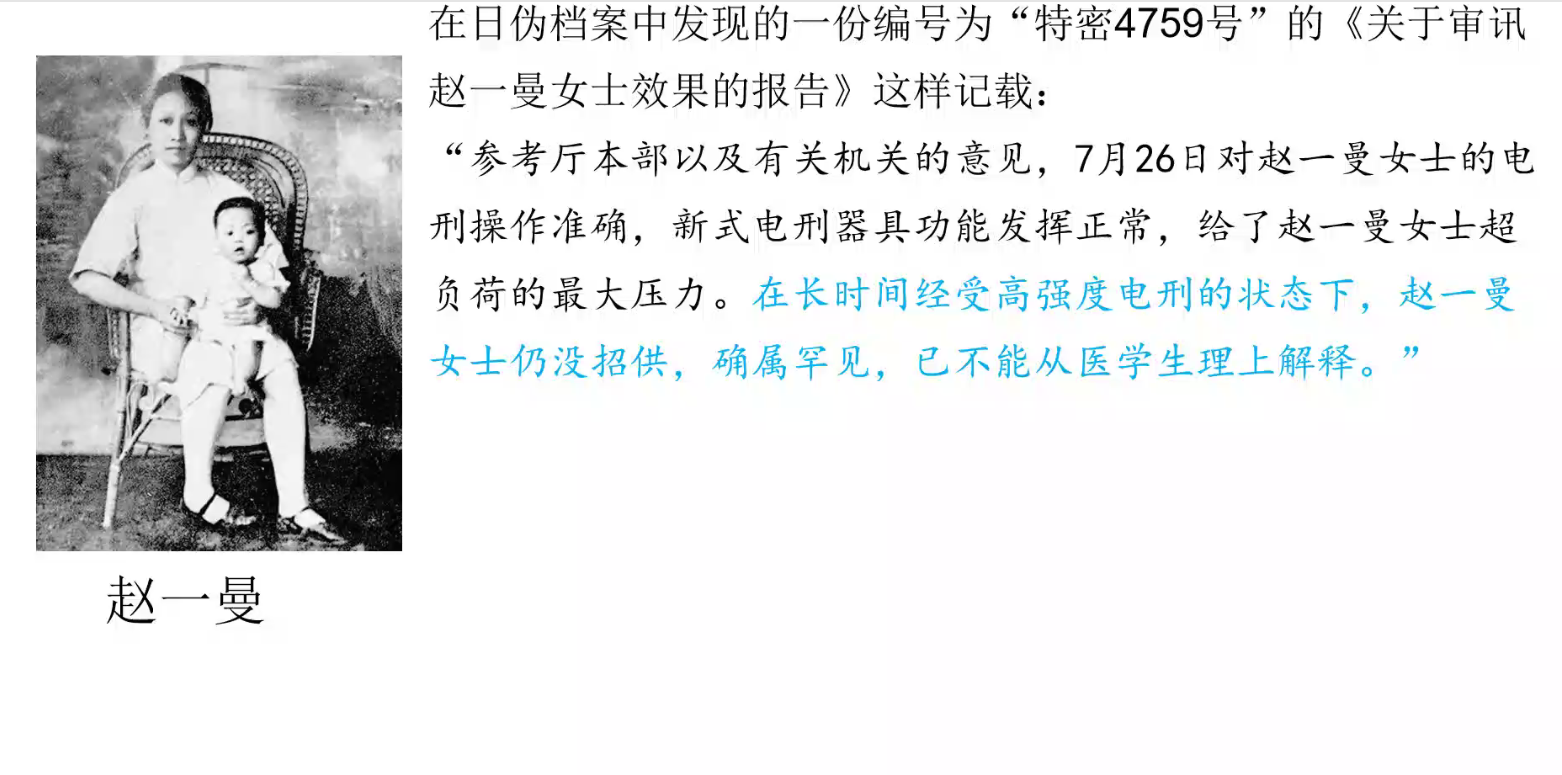 在日伪档案中发现的一份编号为“特密4759号”的《关于审讯
赵一曼女士效果的报告》这样记载：
“参考厅本部以及有关机关的意见，7月26日对赵一曼女士的电
刑操作准确，新式电刑器具功能发挥正常，给了赵一曼女士超
负荷的最大压力。在长时间经受高强度电刑的状态下，赵一曼
女士仍没招供，确属罕见，已不能从医学生理上解释。”
赵一曼